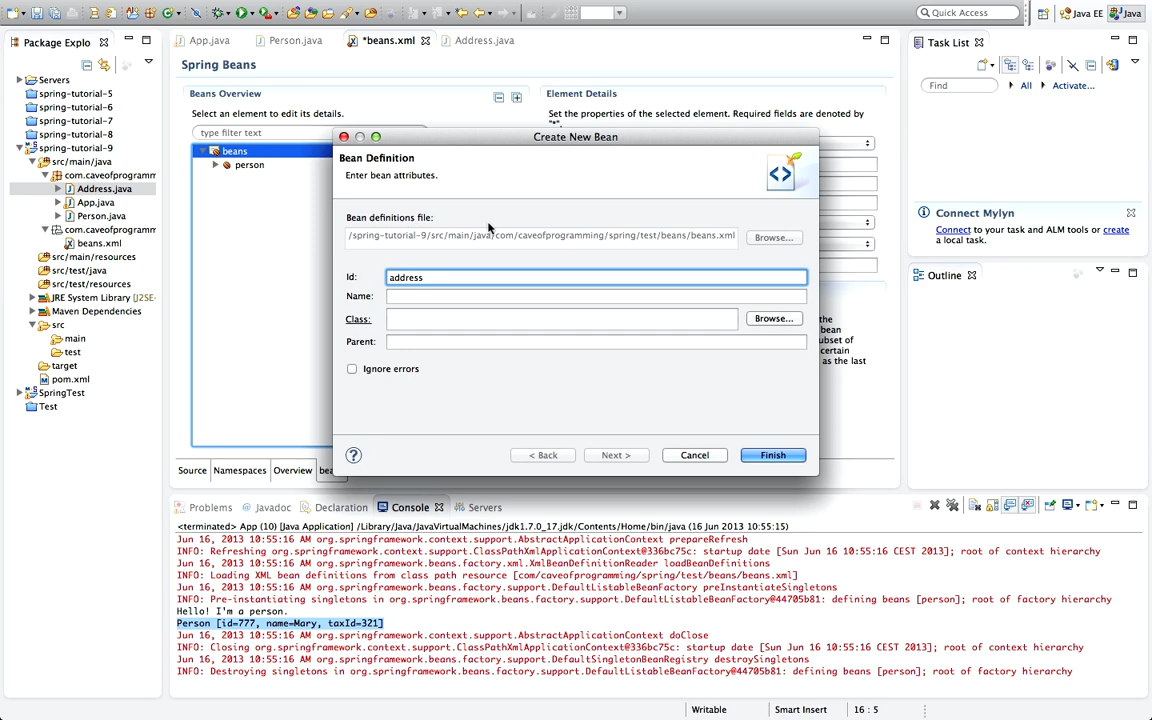 Quick Access
Java EE
Java
Package Explo
App.java
Person.java
*beans.xml
Address.java
Task List
Servers
spring-tutorial-5
spring-tutorial-6
spring-tutorial-7
spring-tutorial-8
spring-tutorial-9
src/main/java
com.caveofprogramm
Address.java
App.java
Person.java
com.caveofprogramm
beans.xml
src/main/resources
src/test/java
src/test/resources
JRE System Library [J2SE-
Maven Dependencies
src
main
test
target
pom.xml
SpringTest
Test
Spring Beans
Beans Overview
Select an element to edit its details.
type filter text
beans
person
Element Details
Set the properties of the selected element. Required fields are denoted by
"*".
Create New Bean
Bean Definition
Enter bean attributes.
Bean definitions file:
/spring-tutorial-9/src/main/java/com/caveofprogramming/spring/test/beans/beans.xml
Browse...
Id:
address
Name:
Class:
Browse...
Parent:
Ignore errors
< Back
Next >
Cancel
Finish
the
bean
ubset of
certain
as the last
Source
Namespaces
Overview
bea
Find
All
Activate...
Connect Mylyn
Connect to your task and ALM tools or create
a local task.
Outline
Problems
Javadoc
Declaration
Console
Servers
<terminated> App (10) [Java Application] /Library/Java/JavaVirtualMachines/jdk1.7.0_17.jdk/Contents/Home/bin/java (16 Jun 2013 10:55:15)
Jun 16, 2013 10:55:16 AM org.springframework.context.support.AbstractApplicationContext prepareRefresh
INFO: Refreshing org.springframework.context.support.ClassPathXmlApplicationContext@336bc75c: startup date [Sun Jun 16 10:55:16 CEST 2013]; root of context hierarchy
Jun 16, 2013 10:55:16 AM org.springframework.beans.factory.xml.XmlBeanDefinitionReader loadBeanDefinitions
INFO: Loading XML bean definitions from class path resource [com/caveofprogramming/spring/test/beans/beans.xml]
Jun 16, 2013 10:55:16 AM org.springframework.beans.factory.support.DefaultListableBeanFactory preInstantiateSingletons
INFO: Pre-instantiating singletons in org.springframework.beans.factory.support.DefaultListableBeanFactory@44705b81: defining beans [person]; root of factory hierarchy
Hello! I'm a person.
Person [id=777, name=Mary, taxId=321]
Jun 16, 2013 10:55:16 AM org.springframework.context.support.AbstractApplicationContext doClose
INFO: Closing org.springframework.context.support.ClassPathXmlApplicationContext@336bc75c: startup date [Sun Jun 16 10:55:16 CEST 2013]; root of context hierarchy
Jun 16, 2013 10:55:16 AM org.springframework.beans.factory.support.DefaultSingletonBeanRegistry destroySingletons
INFO: Destroying singletons in org.springframework.beans.factory.support.DefaultListableBeanFactory@44705b81: defining beans [person]; root of factory hierarchy
Writable
Smart Insert
16 : 5